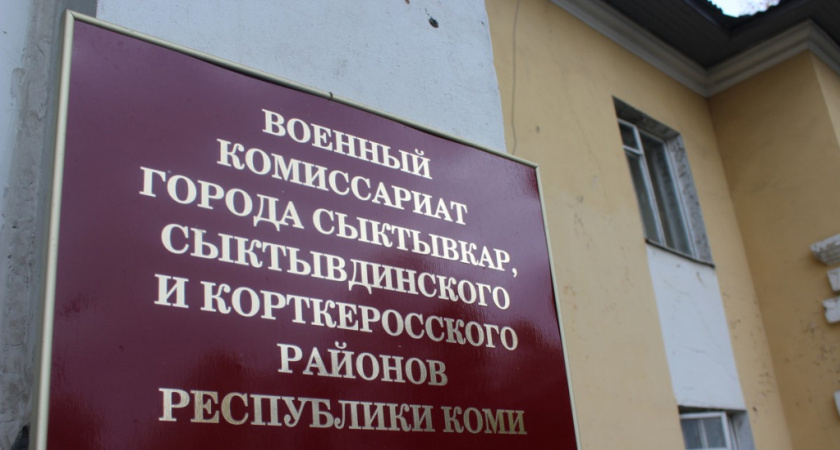 ВОЕННЫЙ
КОМИССАРИАТ
ГОРОДА СЫКТЫВКАР,
СЫКТЫВДИНСКОГО
И КОРТКЕРОССКОГО
РАЙОНОВ
РЕСПУБЛИКИ КОМИ